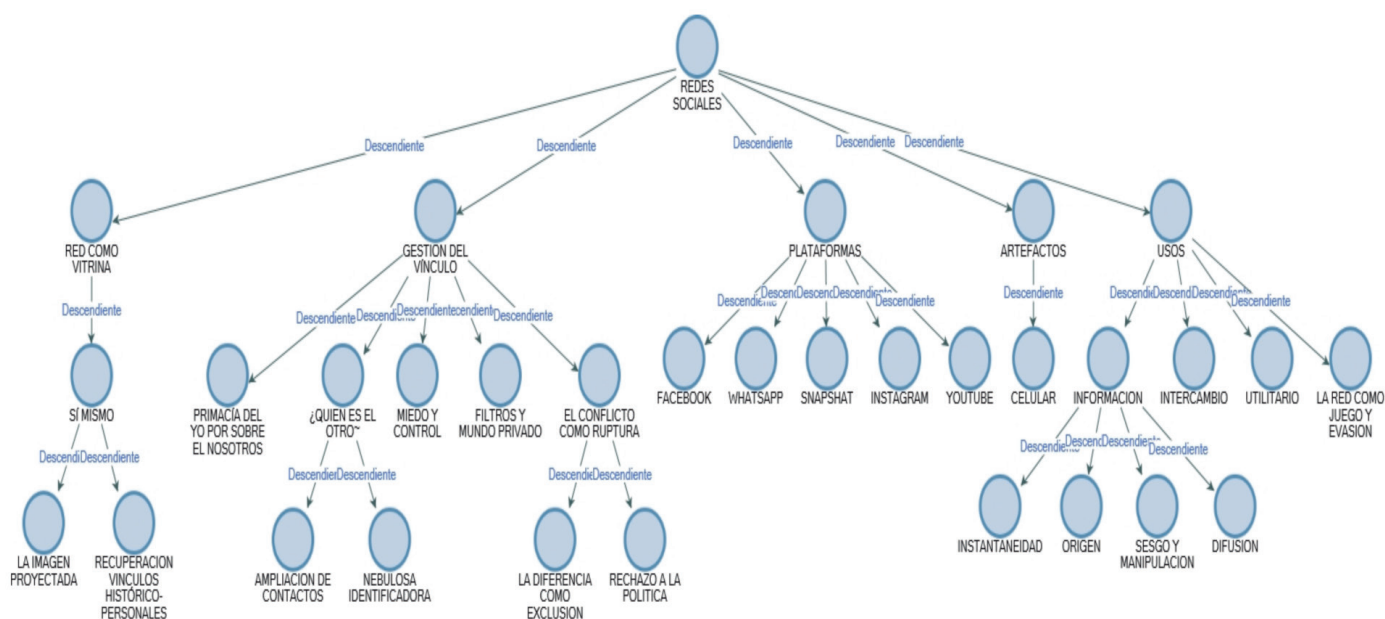 REDES
SOCIALES
Descendiente
Descendiente
Descendiente
Descendiente
Descendiente
RED COMO
VITRINA
GESTION DEL
VÍNCULO
PLATAFORMAS
ARTEFACTOS
USOS
Descendiente
Descendiente
Descendiente
Descendiente
Descendiente
Descendiente
Descendiente
Descendiente
Descendiente
SÍ MISMO
PRIMACÍA DEL
YO POR SOBRE
EL NOSOTROS
¿QUIEN ES EL
OTRO~
MIEDO Y
CONTROL
FILTROS Y
MUNDO PRIVADO
EL CONFLICTO
COMO RUPTURA
FACEBOOK
WHATSAPP
SNAPSHAT
INSTAGRAM
YOUTUBE
CELULAR
INFORMACION
INTERCAMBIO
UTILITARIO
LA RED COMO
JUEGO Y
EVASION
Descendiente
Descendiente
Descendiente
Descendiente
LA IMAGEN
PROYECTADA
RECUPERACION
VINCULOS
HISTÓRICO-
PERSONALES
AMPLIACION DE
CONTACTOS
NEBULOSA
IDENTIFICADORA
LA DIFERENCIA
COMO
EXCLUSION
RECHAZO A LA
POLITICA
INSTANTANEIDAD
ORIGEN
SESGO Y
MANIPULACION
DIFUSION